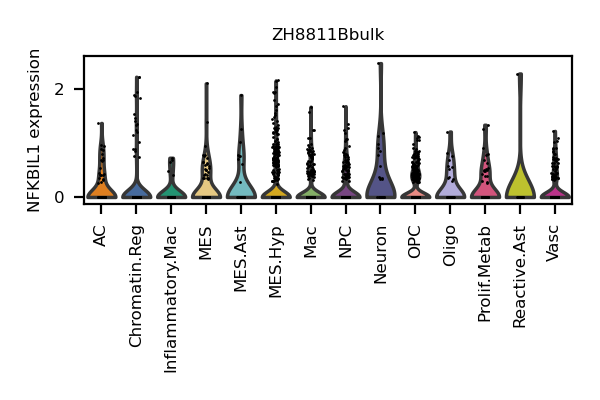 ZH8811Bbulk
NFKBIL1 expression
2
0
AC
Chromatin.Reg
Inflammatory.Mac
MES
MES.Ast
MES.Hyp
Mac
NPC
Neuron
OPC
Oligo
Prolif.Metab
Reactive.Ast
Vasc